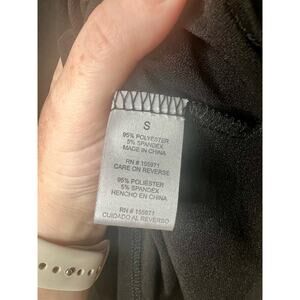 S
95% POLYESTER
5% SPANDEX
MADE IN CHINA
RN # 155971
CARE ON REVERSE
95% POLIESTER
5% SPANDEX
HENCHO EN CHINA
RN # 155971
CUIDADO AL REVERSO